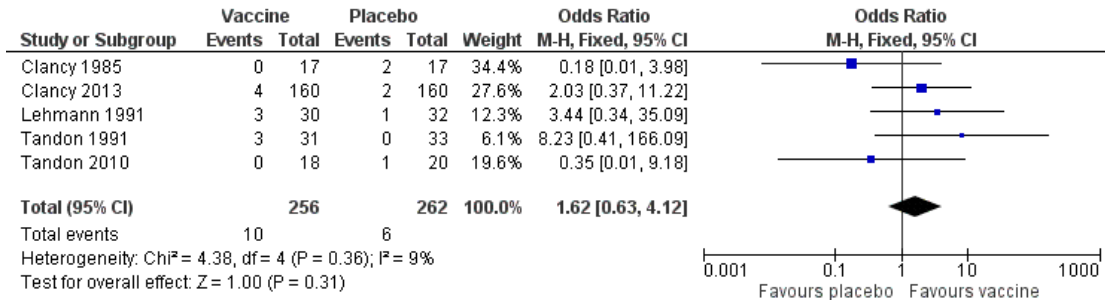 Vaccine Placebo Odds Ratio Odds Ratio
Study or Subgroup Events Total Events Total Weight M-H, Fixed, 95% CI M-H, Fixed, 95% CI
Clancy 1985 0 17 2 17 34.4% 0.18 [0.01, 3.98]
Clancy 2013 4 160 2 160 27.6% 2.03 [0.37, 11.22]
Lehmann 1991 3 30 1 32 12.3% 3.44 [0.34, 35.09]
Tandon 1991 3 31 0 33 6.1% 8.23 [0.41, 166.09]
Tandon 2010 0 18 1 20 19.6% 0.35 [0.01, 9.18]
Total (95% CI) 256 262 100.0% 1.62 [0.63, 4.12]
Total events 10 6
Heterogeneity: Chi² = 4.38, df = 4 (P = 0.36); I² = 9%
Test for overall effect: Z = 1.00 (P = 0.31)
0.001 0.1 1 10 1000
Favours placebo Favours vaccine